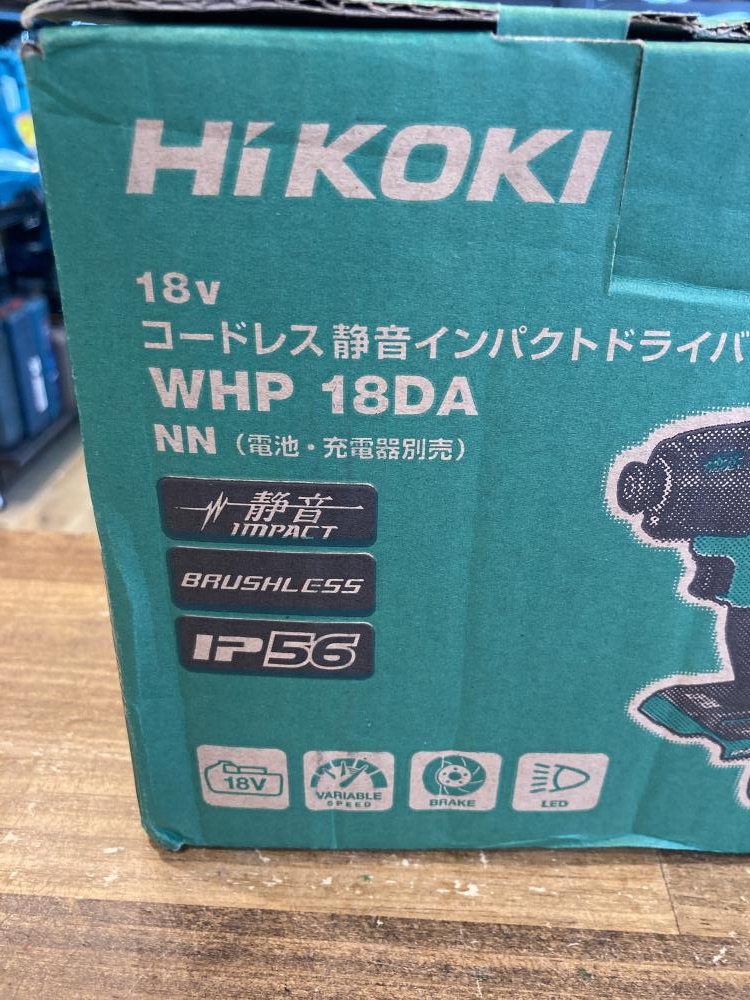 HiKOKI
18v
コードレス静音インパクトドライバ
WHP 18DA
NN（電池・充電器別売）
静音
IMPACT
BRUSHLESS
IP56
18V
VARIABLE
SPEED
BRAKE
LED